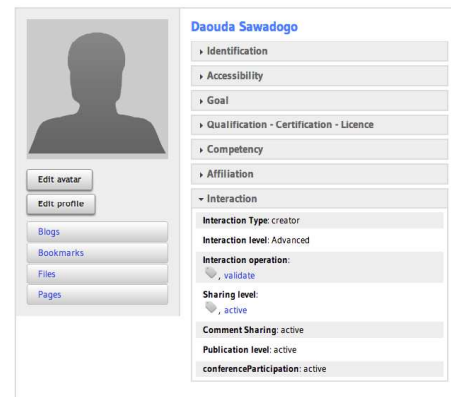 Daouda Sawadogo
Identification
Accessibility
Goal
Qualification - Certification - Licence
Competency
Affiliation
Interaction
Interaction Type: creator
Interaction level: Advanced
Interaction operation:
, validate
Sharing level:
, active
Comment Sharing: active
Publication level: active
conferenceParticipation: active
Edit avatar
Edit profile
Blogs
Bookmarks
Files
Pages